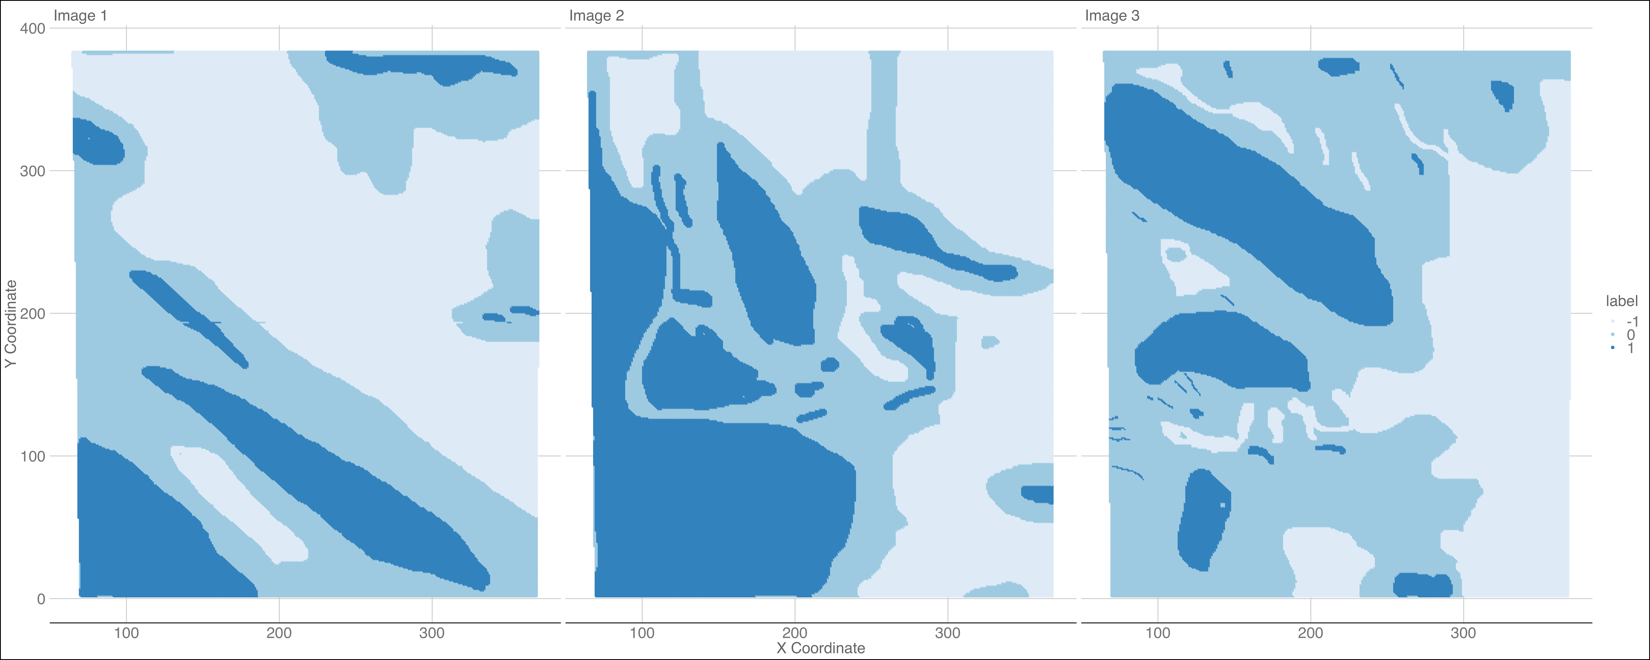 Image 1
Image 2
Image 3
400
300
200
100
0
Y Coordinate
100 200 300
100 200 300
100 200 300
X Coordinate
label
-1
0
1